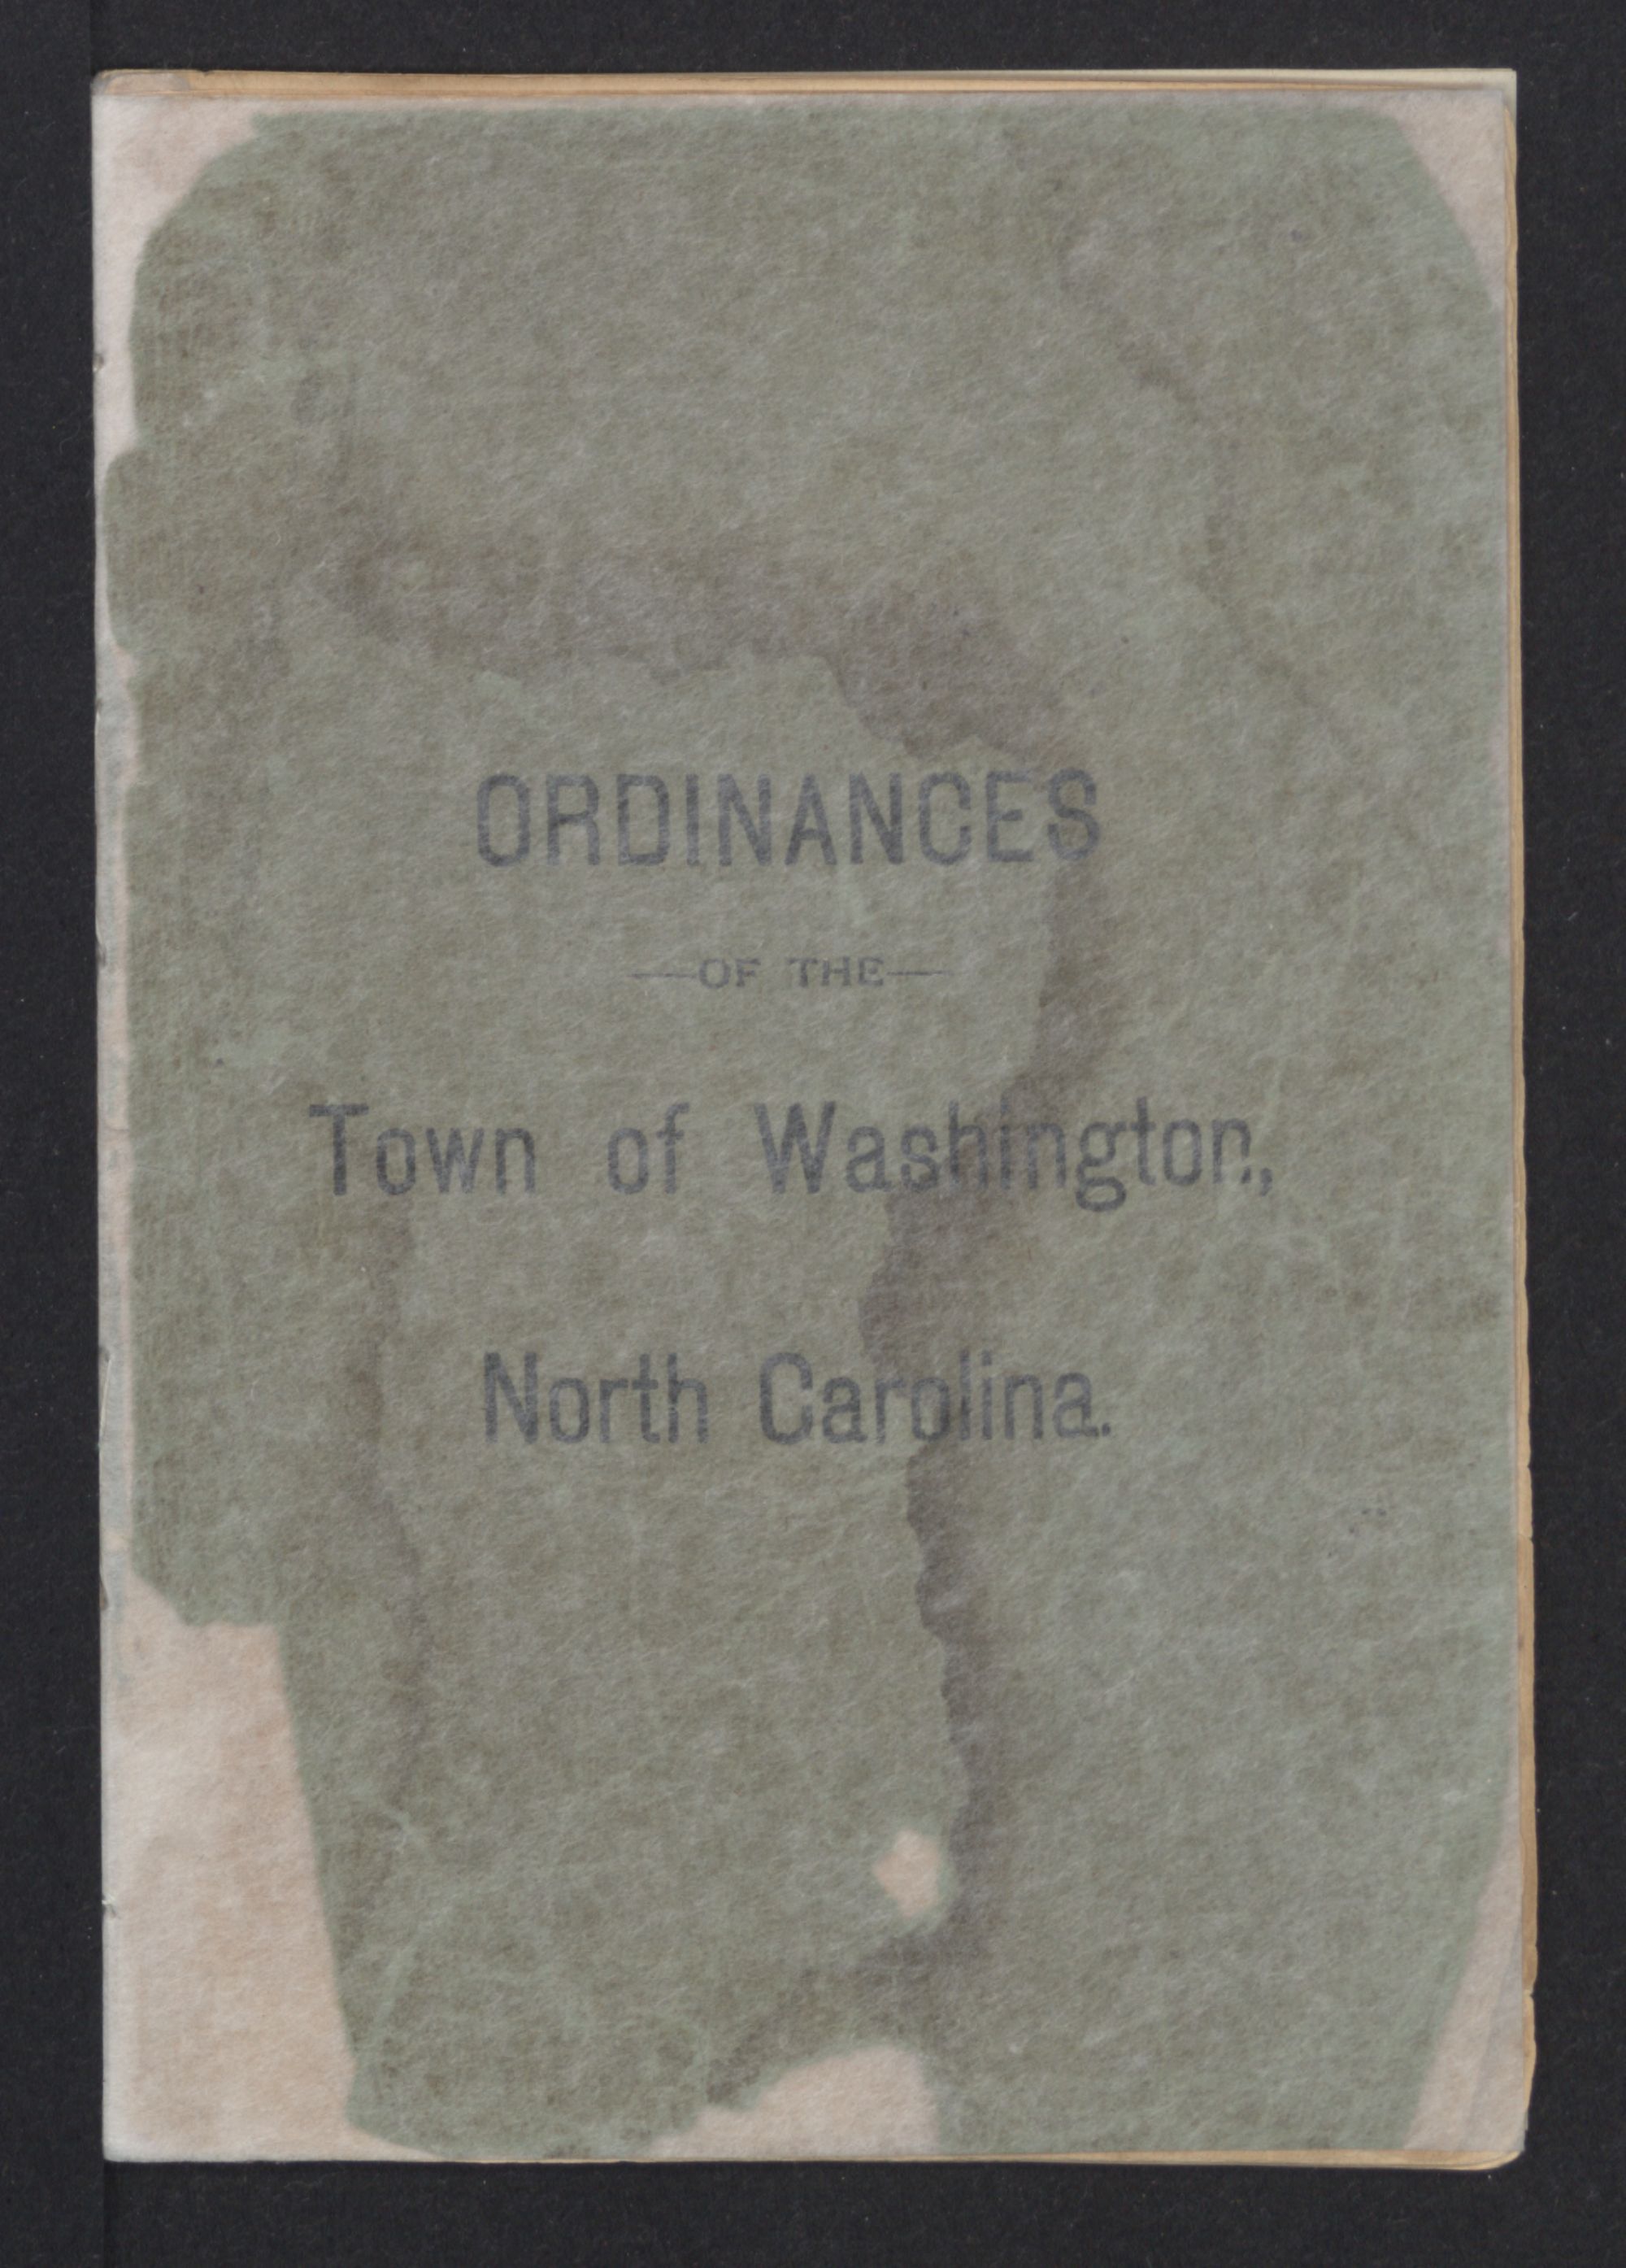 ORDINANCES
—OF THE—
Town of Washington,
North Carolina.